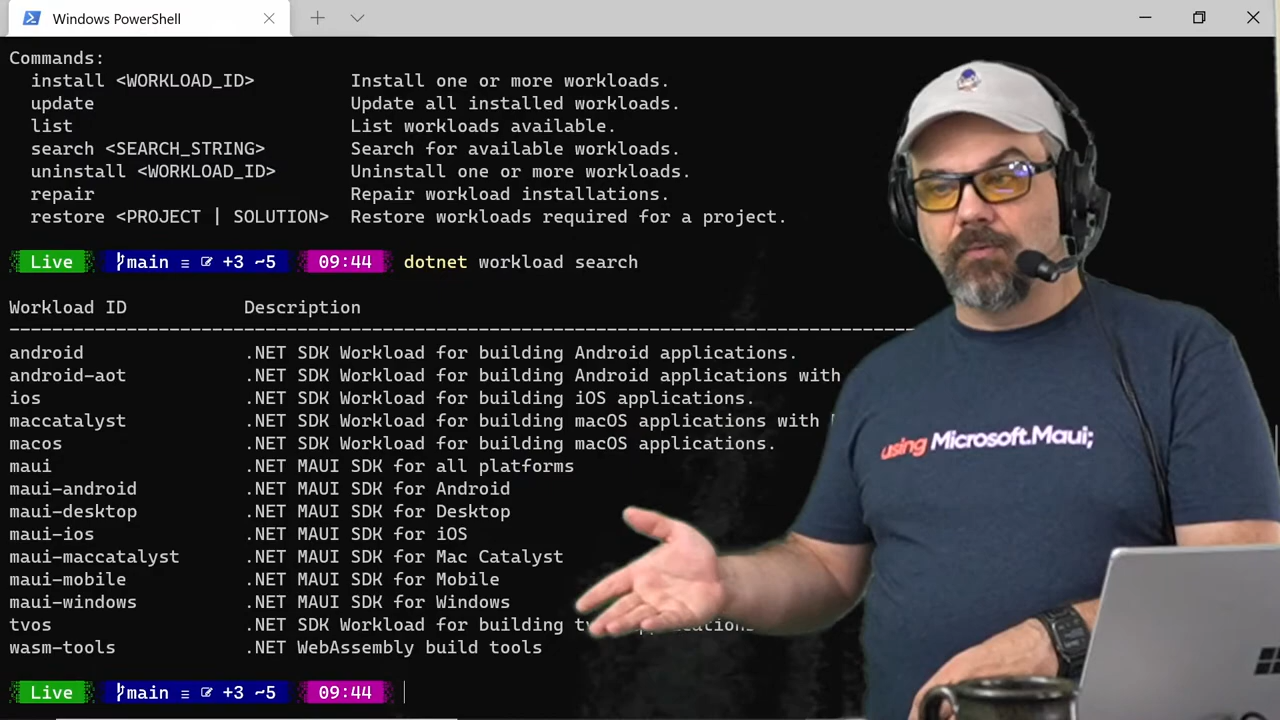 Windows PowerShell
Commands:
install <WORKLOAD_ID> Install one or more workloads.
update Update all installed workloads.
list List workloads available.
search <SEARCH_STRING> Search for available workloads.
uninstall <WORKLOAD_ID> Uninstall one or more workloads.
repair Repair workload installations.
restore <PROJECT | SOLUTION> Restore workloads required for a project.
Live main ≡ +3 ~5 09:44 dotnet workload search
Workload ID Description
android .NET SDK Workload for building Android applications.
android-aot .NET SDK Workload for building Android applications with
ios .NET SDK Workload for building iOS applications.
maccatalyst .NET SDK Workload for building macOS applications with
macos .NET SDK Workload for building macOS applications.
maui .NET MAUI SDK for all platforms
maui-android .NET MAUI SDK for Android
maui-desktop .NET MAUI SDK for Desktop
maui-ios .NET MAUI SDK for iOS
maui-maccatalyst .NET MAUI SDK for Mac Catalyst
maui-mobile .NET MAUI SDK for Mobile
maui-windows .NET MAUI SDK for Windows
tvos .NET SDK Workload for building
wasm-tools .NET WebAssembly build tools
Live main ≡ +3 ~5 09:44
using Microsoft.Maui;